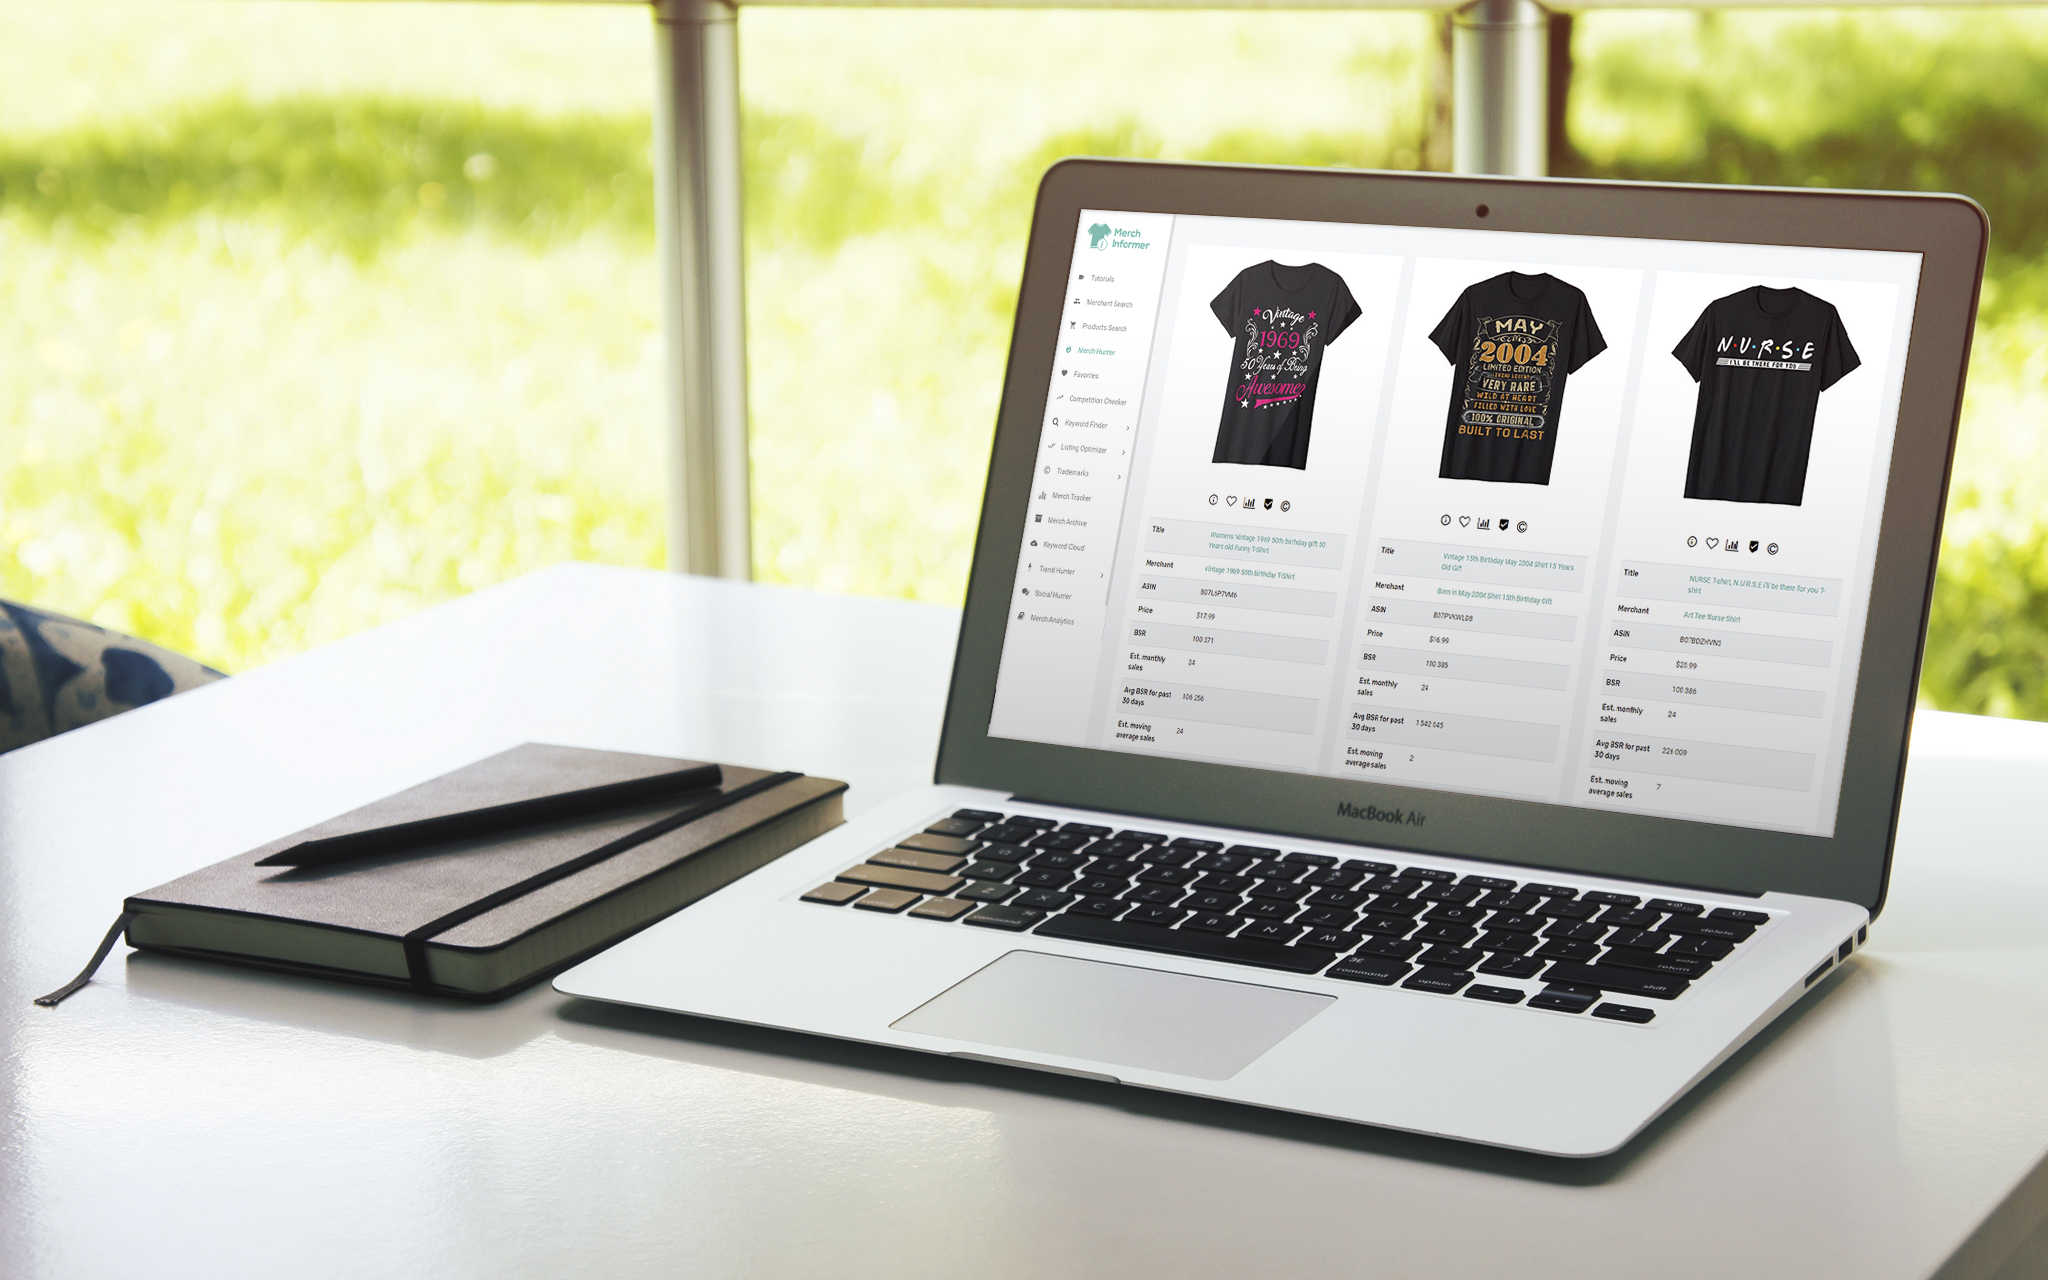 Merch
Informer
Tutorials
Merchant Search
Products Search
Merch Hunter
Favorites
Competition Checker
Keyword Finder
Listing Optimizer
Trademarks
Merch Tracker
Merch Archive
Keyword Cloud
Trend Hunter
Social Hunter
Merch Analytics
Vintage
1969
50 Years of Being
Awesome
Title
Womens Vintage 1969 50th birthday gift 50
Years old Funny T-Shirt
Merchant
Vintage 1969 50th birthday T-Shirt
ASIN
Price
$17.99
BSR
100 371
Est. monthly
sales
24
Avg BSR for past
30 days
106 256
Est. moving
average sales
24
MAY
2004
LIMITED EDITION
LIVING LEGEND
VERY RARE
WILD AT HEART
FILLED WITH LOVE
100% ORIGINAL
BUILT TO LAST
Title
Vintage 15th Birthday May 2004 Shirt 15 Years
Old Gift
Merchant
Born in May 2004 Shirt 15th Birthday Gift
ASIN
Price
$16.99
BSR
100 385
Est. monthly
sales
24
Avg BSR for past
30 days
1 542 645
Est. moving
average sales
2
N·U·R·S·E
I'LL BE THERE FOR YOU
Title
NURSE T-shirt, N.U.R.S.E I'll be there for you T-
shirt
Merchant
Art Tee Nurse Shirt
ASIN
Price
BSR
100 386
Est. monthly
sales
24
Avg BSR for past
30 days
226 009
Est. moving
average sales
7
MacBook Air
delete
Q W E R T Y U I O P
enter
return
A S D F G H J K L
shift
Z X C V B N M
command
command
option